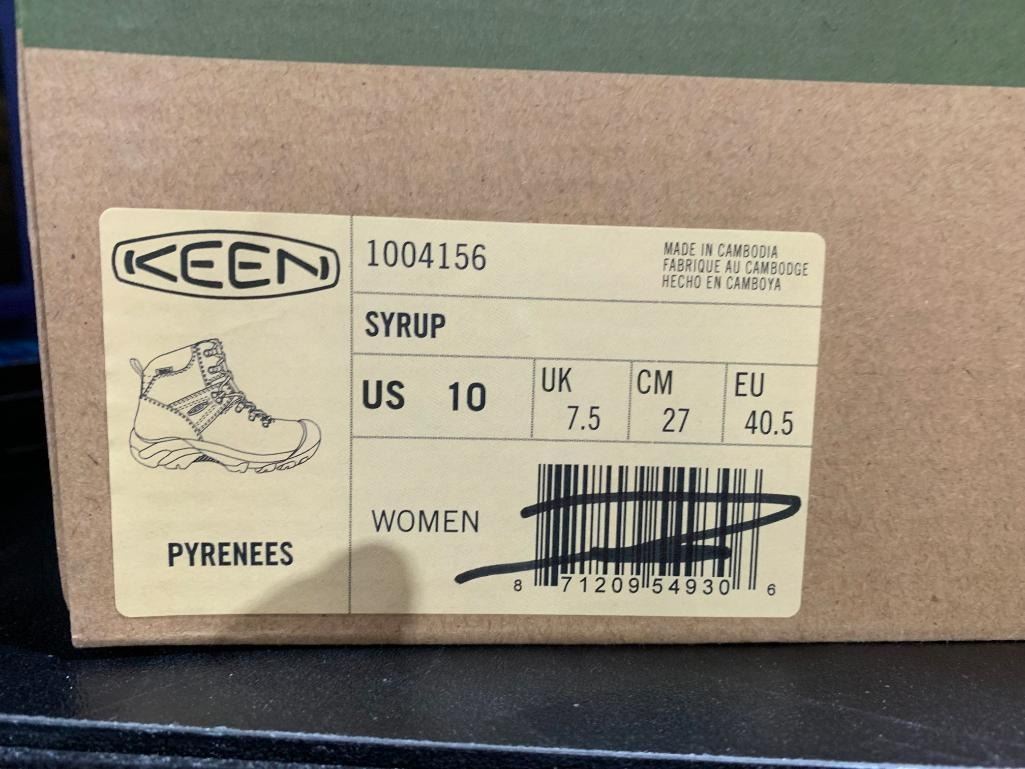 KEEN
1004156
MADE IN CAMBODIA
FABRIQUE AU CAMBODGE
HECHO EN CAMBOYA
SYRUP
US 10
UK 7.5
CM 27
EU 40.5
PYRENEES
WOMEN
8 71209 54930 6